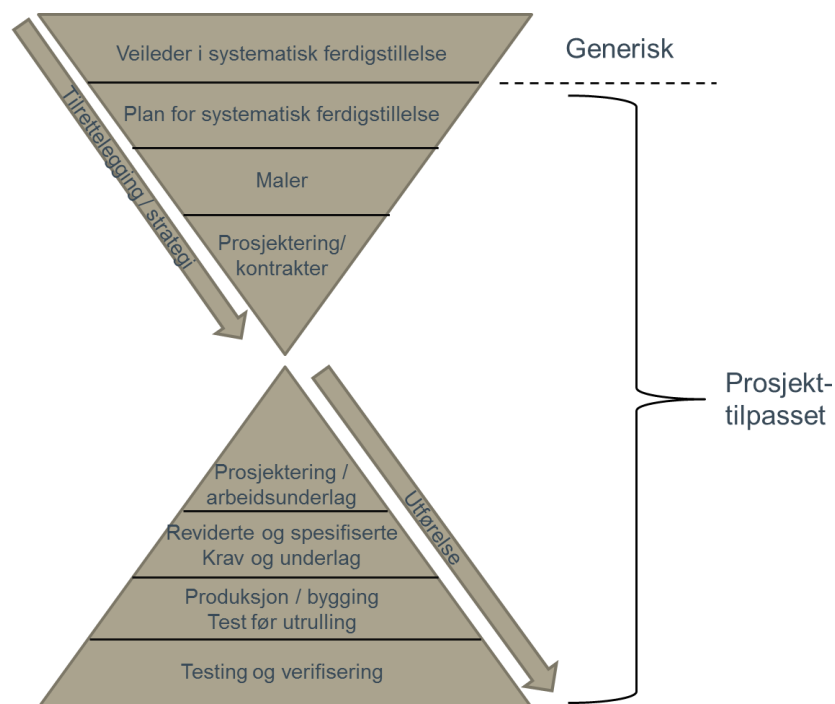 Veileder i systematisk ferdigstillelse
Generisk
Plan for systematisk ferdigstillelse
Maler
Prosjektering/
kontrakter
Tilrettelegging / strategi
Prosjekt-
tilpasset
Prosjektering /
arbeidsunderlag
Reviderte og spesifiserte
Krav og underlag
Produksjon / bygging
Test før utrulling
Testing og verifisering
Utførelse